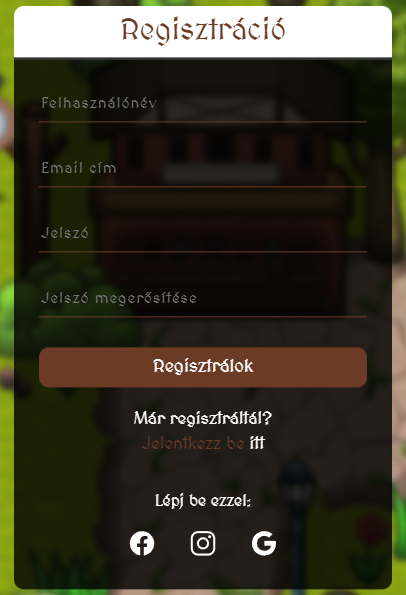 Regisztráció
Felhasználónév
Email cím
Jelszó
Jelszó megerősítése
Regisztrálok
Már regisztráltál?
Jelentkezz be itt
Lépj be ezzel: